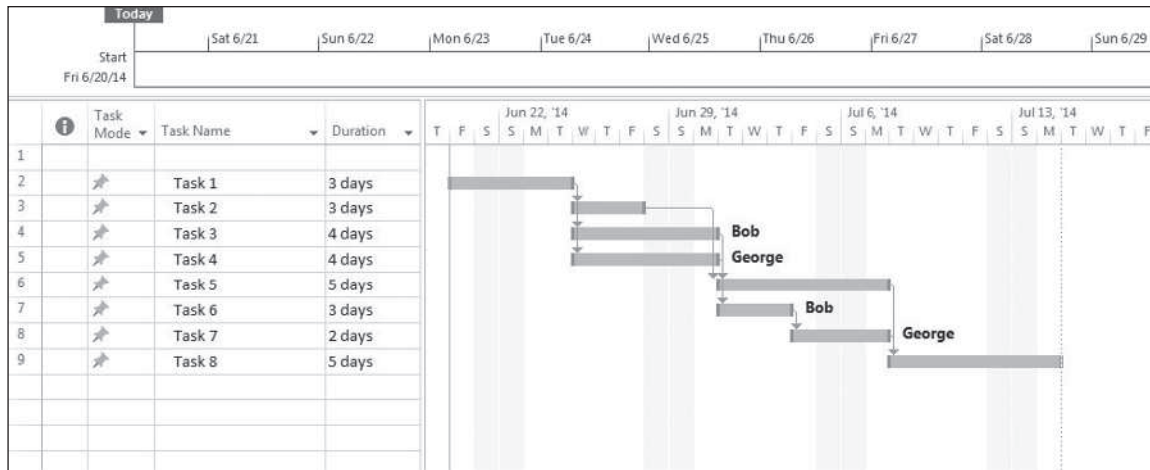 Today
Sat 6/21 Sun 6/22 Mon 6/23 Tue 6/24 Wed 6/25 Thu 6/26 Fri 6/27 Sat 6/28 Sun 6/29
Start
Fri 6/20/14
Task Mode Task Name Duration
Jun 22, '14 Jun 29, '14 Jul 6, '14 Jul 13, '14
T F S S M T W T F S S M T W T F S S M T W T F S S M T W T F
1
2 Task 1 3 days
3 Task 2 3 days
4 Task 3 4 days Bob
5 Task 4 4 days George
6 Task 5 5 days
7 Task 6 3 days Bob
8 Task 7 2 days George
9 Task 8 5 days